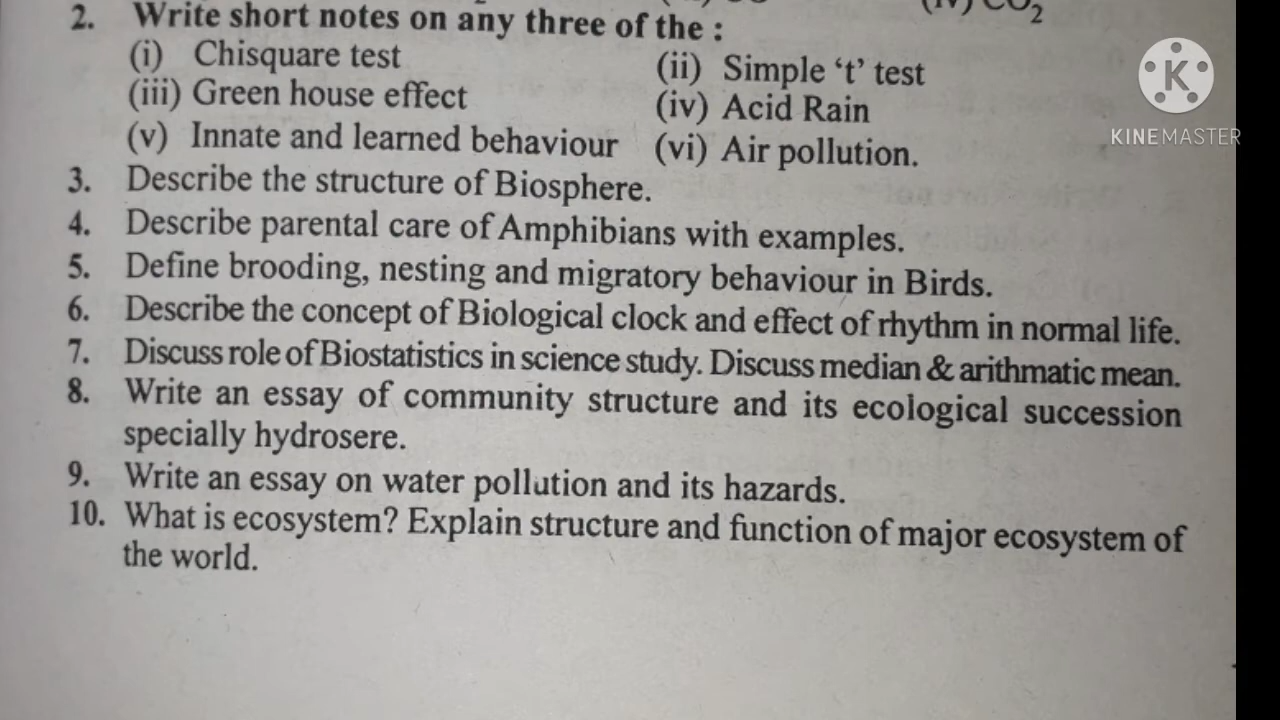 (iv) CO2
2. Write short notes on any three of the :
(i) Chisquare test (ii) Simple ‘t’ test
(iii) Green house effect (iv) Acid Rain
(v) Innate and learned behaviour (vi) Air pollution.
3. Describe the structure of Biosphere.
4. Describe parental care of Amphibians with examples.
5. Define brooding, nesting and migratory behaviour in Birds.
6. Describe the concept of Biological clock and effect of rhythm in normal life.
7. Discuss role of Biostatistics in science study. Discuss median & arithmatic mean.
8. Write an essay of community structure and its ecological succession
specially hydrosere.
9. Write an essay on water pollution and its hazards.
10. What is ecosystem? Explain structure and function of major ecosystem of
the world.
K
KINEMASTER